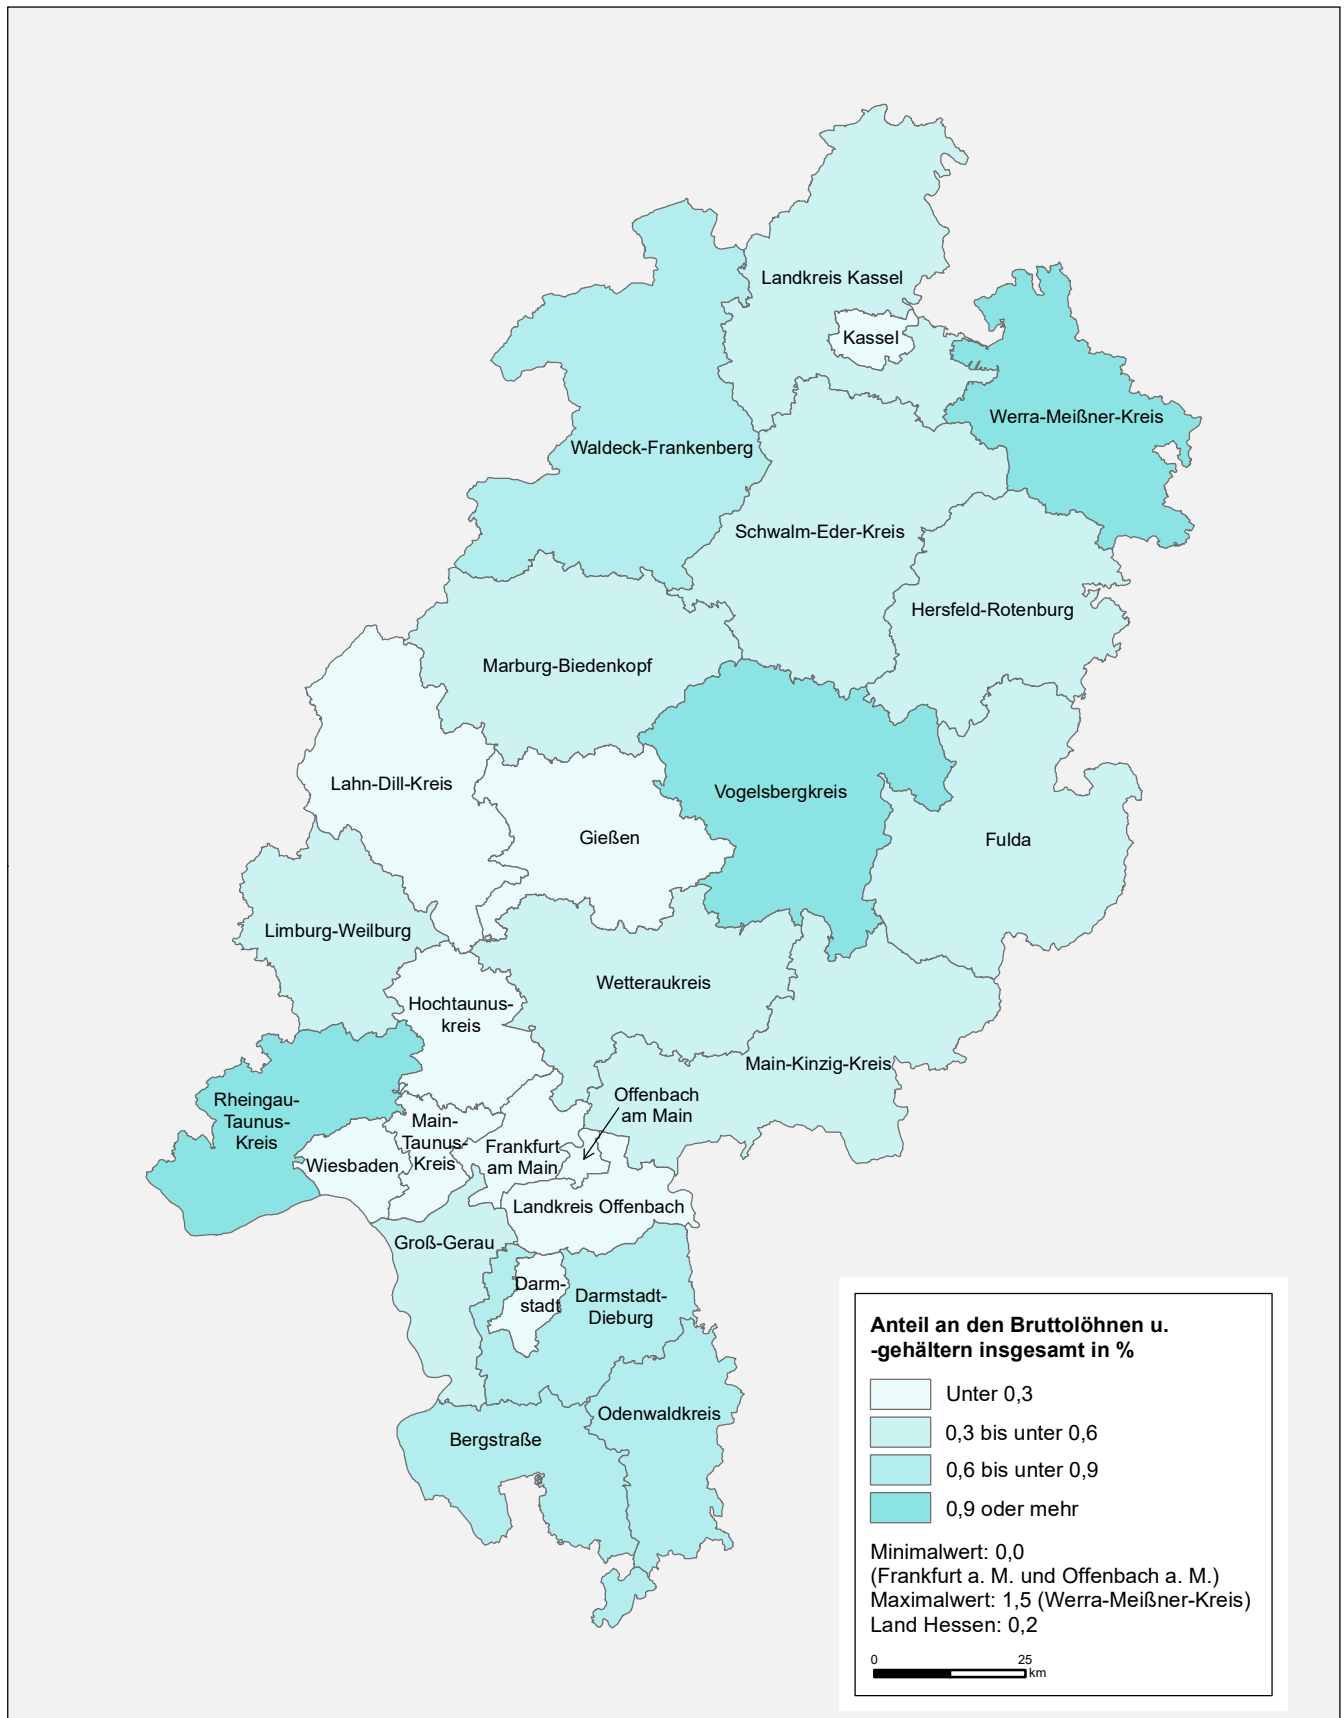 Landkreis Kassel
Kassel
Werra-Meißner-Kreis
Waldeck-Frankenberg
Schwalm-Eder-Kreis
Hersfeld-Rotenburg
Marburg-Biedenkopf
Lahn-Dill-Kreis
Vogelsbergkreis
Gießen
Fulda
Limburg-Weilburg
Wetteraukreis
Hochtaunus-
kreis
Main-Kinzig-Kreis
Rheingau-
Taunus-
Kreis
Offenbach
am Main
Main-
Taunus-
Kreis
Frankfurt
am Main
Wiesbaden
Landkreis Offenbach
Groß-Gerau
Darm-
stadt
Darmstadt-
Dieburg
Odenwaldkreis
Bergstraße
Anteil an den Bruttolöhnen u.
-gehältern insgesamt in %
Unter 0,3
0,3 bis unter 0,6
0,6 bis unter 0,9
0,9 oder mehr
Minimalwert: 0,0
(Frankfurt a. M. und Offenbach a. M.)
Maximalwert: 1,5 (Werra-Meißner-Kreis)
Land Hessen: 0,2
0 25
km